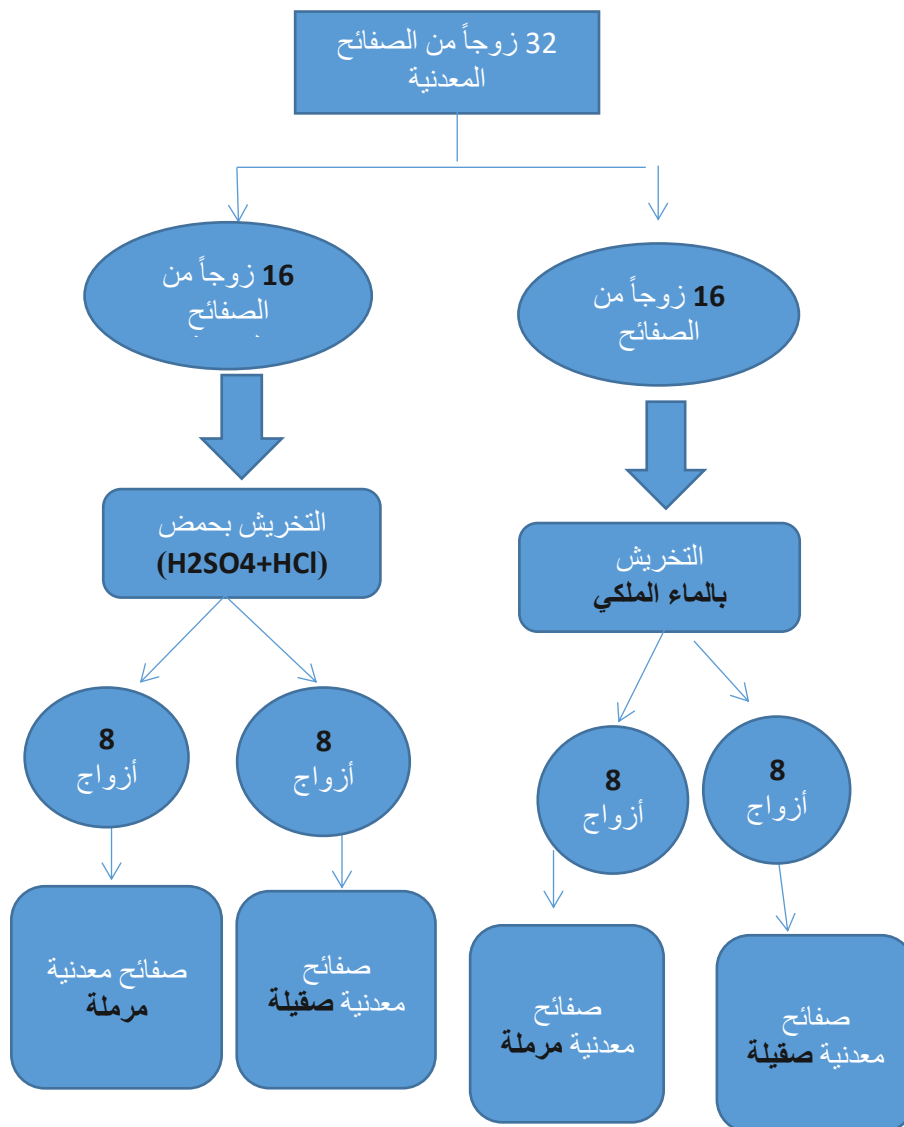 32 زوجاً من الصفائح
المعدنية
16 زوجاً من
الصفائح
16 زوجاً من
الصفائح
التخريش
بالماء الملكي
التخريش بحمض
(H2SO4+HCl)
8
أزواج
8
أزواج
8
أزواج
8
أزواج
صفائح
معدنية صقيلة
صفائح
معدنية مرملة
صفائح
معدنية صقيلة
صفائح معدنية
مرملة